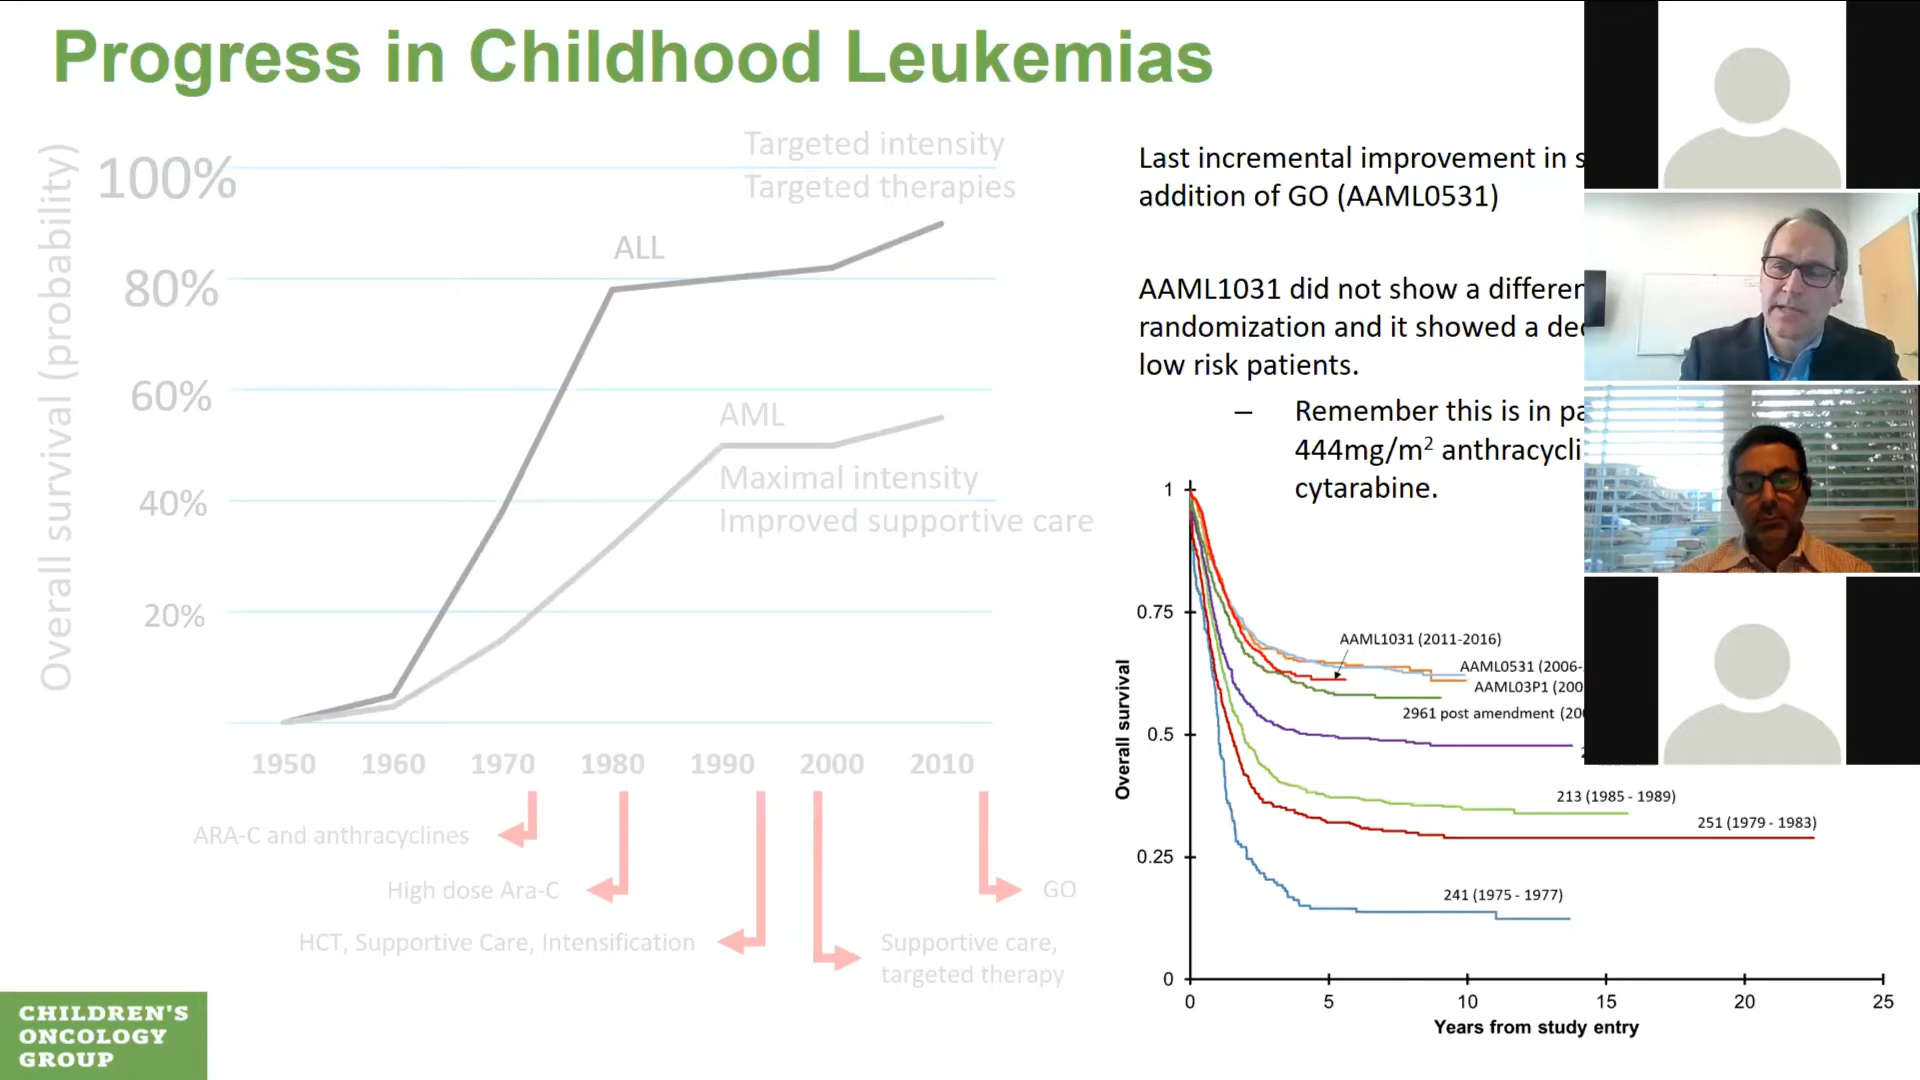 Progress in Childhood Leukemias
Overall survival (probability)
100%
80%
60%
40%
20%
Targeted intensity
Targeted therapies
ALL
AML
Maximal intensity
Improved supportive care
1950 1960 1970 1980 1990 2000 2010
ARA-C and anthracyclines
High dose Ara-C
GO
HCT, Supportive Care, Intensification
Supportive care,
targeted therapy
Last incremental improvement in s
addition of GO (AAML0531)
AAML1031 did not show a differen
randomization and it showed a dec
low risk patients.
– Remember this is in pa
444mg/m² anthracycli
cytarabine.
Overall survival
1
0.75
0.5
0.25
0
AAML1031 (2011-2016)
AAML0531 (2006-
AAML03P1 (200
2961 post amendment (200
213 (1985 - 1989)
251 (1979 - 1983)
241 (1975 - 1977)
0 5 10 15 20 25
Years from study entry
CHILDREN'S
ONCOLOGY
GROUP